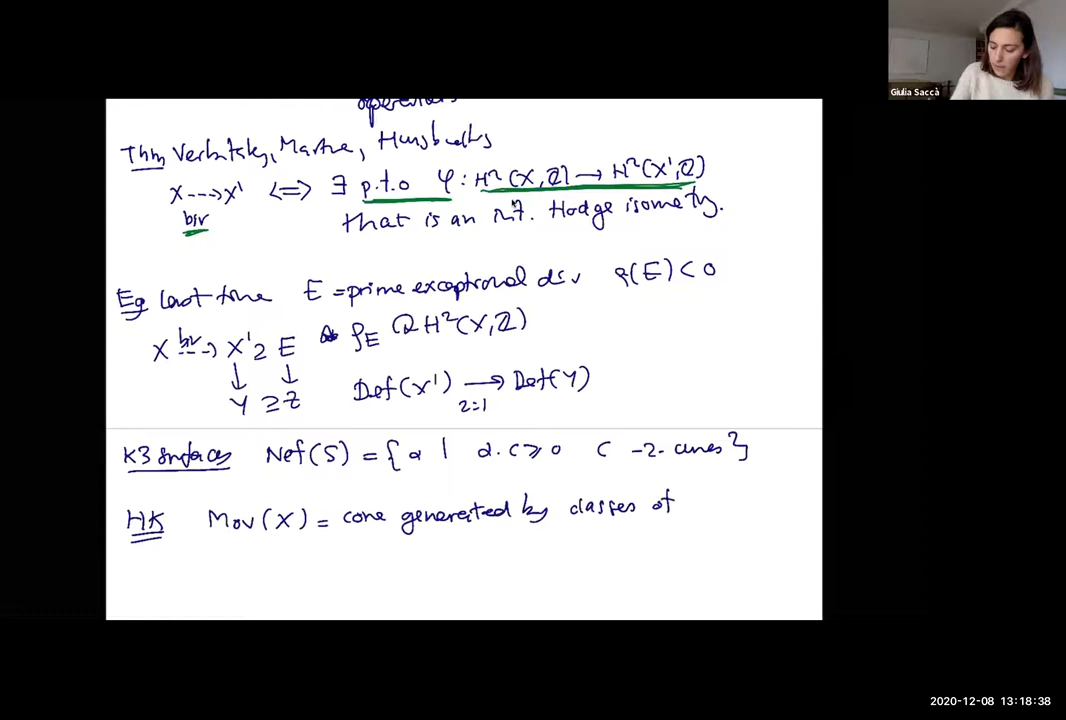 Giulia Saccà
operators
Thm Verbitsky, Markman, Huybrechts
X ---> X' <=> ∃ p.t.o φ : H²(X, Z) → H²(X', Z)
bir
that is an int. Hodge isometry.
Eg last time E = prime exceptional div q(E) < 0
X bir ---> X' ⊇ E ρ_E ⟳ H²(X, Z)
↓ ↓ Def(X') → Def(Y)
2:1
Y ⊇ Z
K3 surfaces Nef(S) = { α | α.C ≥ 0 C -2-curves }
HK Mov(X) = cone generated by classes of
2020-12-08 13:18:38